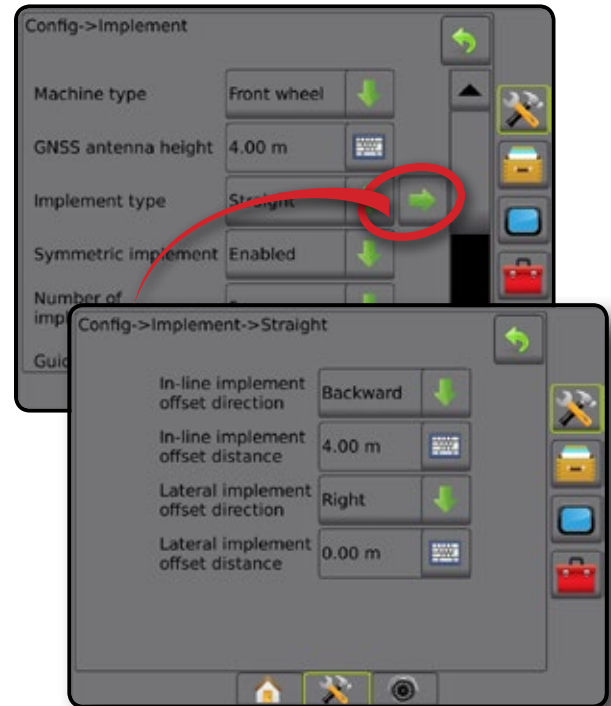 Config->Implement
Machine type Front wheel
GNSS antenna height 4.00 m
Implement type Straight
Symmetric implement Enabled
Number of
Config->Implement->Straight
In-line implement
offset direction
Backward
In-line implement
offset distance
4.00 m
Lateral implement
offset direction
Right
Lateral implement
offset distance
0.00 m